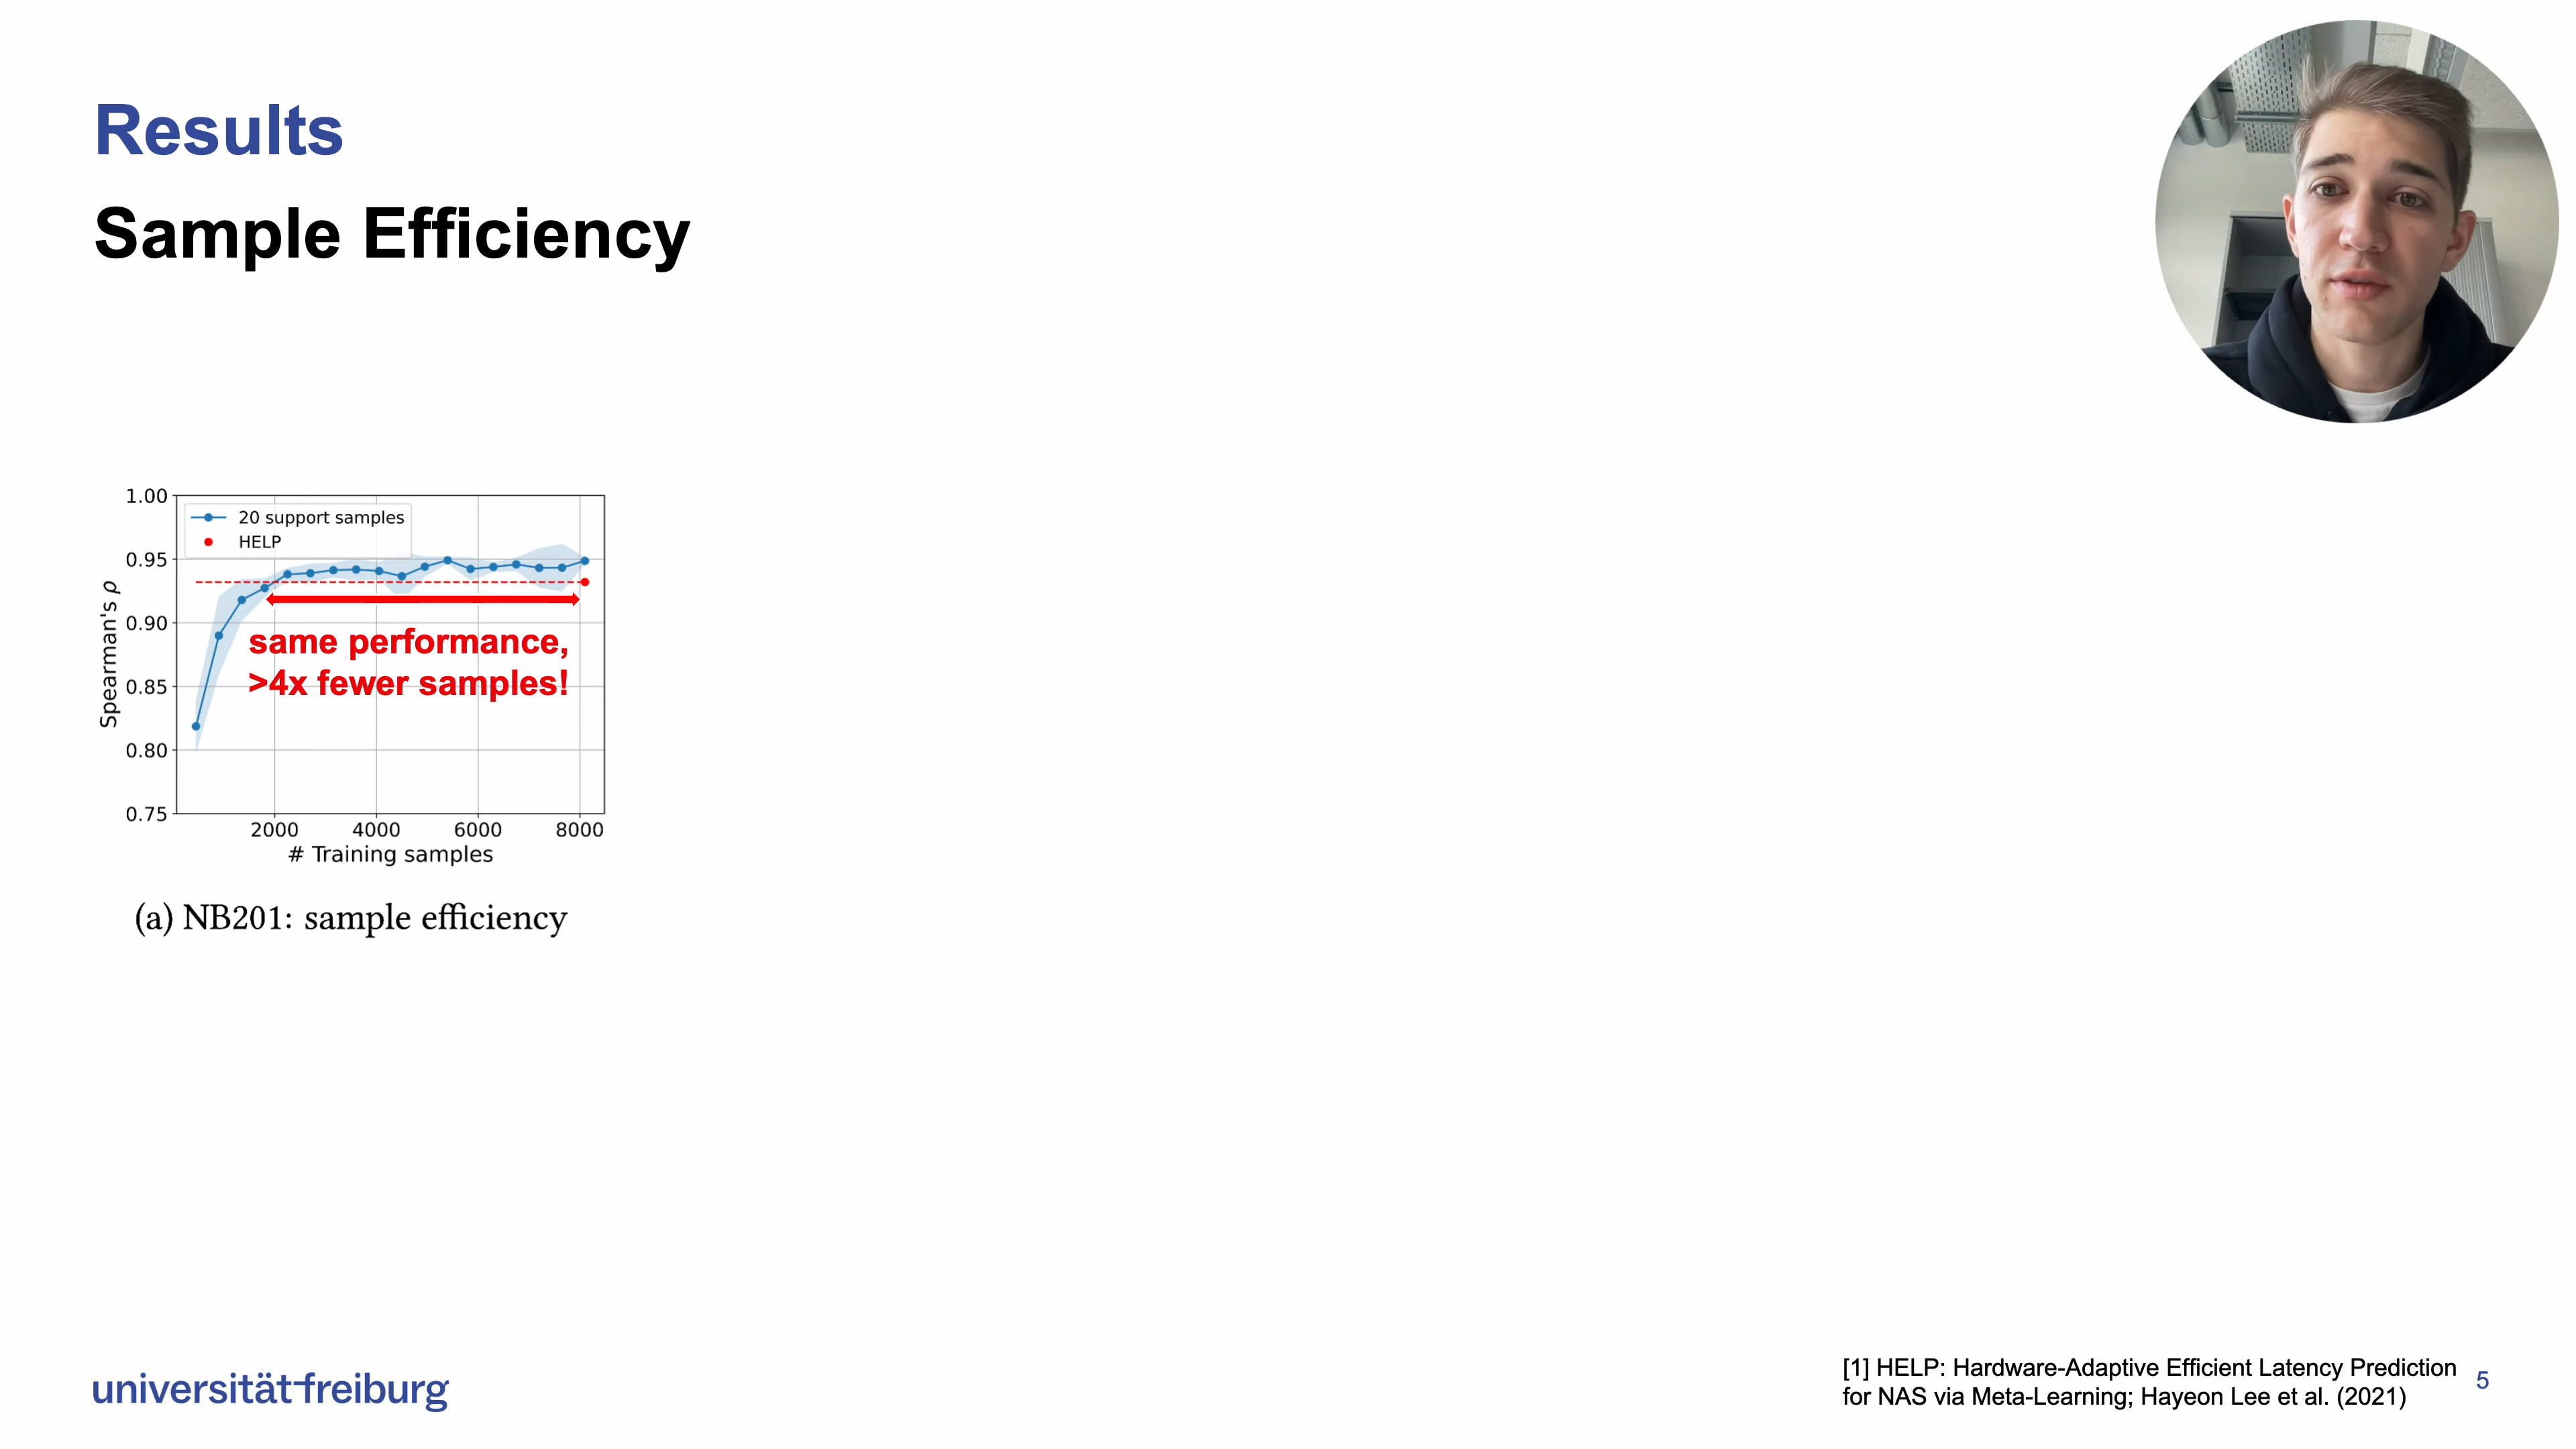 Results
Sample Efficiency
1.00
0.95
0.90
0.85
0.80
0.75
Spearman's ρ
20 support samples
HELP
same performance,
>4x fewer samples!
2000 4000 6000 8000
# Training samples
(a) NB201: sample efficiency
universität freiburg
[1] HELP: Hardware-Adaptive Efficient Latency Prediction
for NAS via Meta-Learning; Hayeon Lee et al. (2021)
5